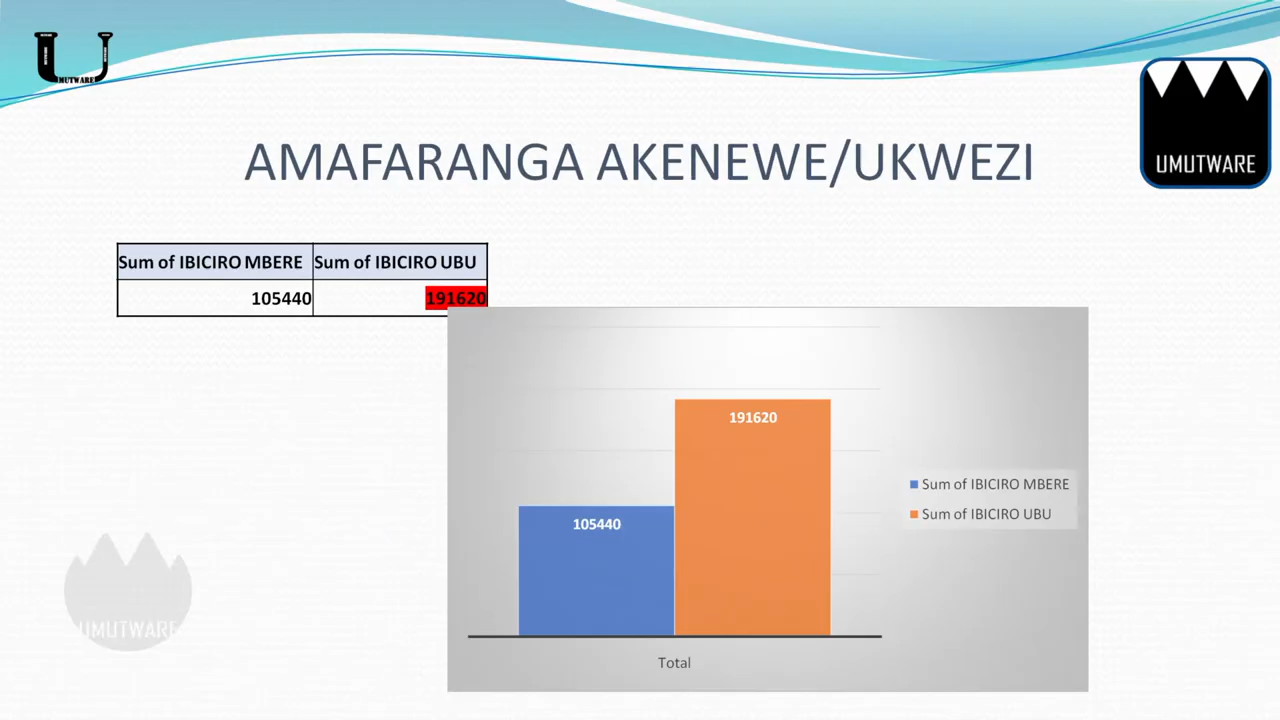 UMUTWARE
UMUTWARE
AMAFARANGA AKENEWE/UKWEZI
Sum of IBICIRO MBERE Sum of IBICIRO UBU
105440 191620
191620
105440
Sum of IBICIRO MBERE
Sum of IBICIRO UBU
Total
UMUTWARE